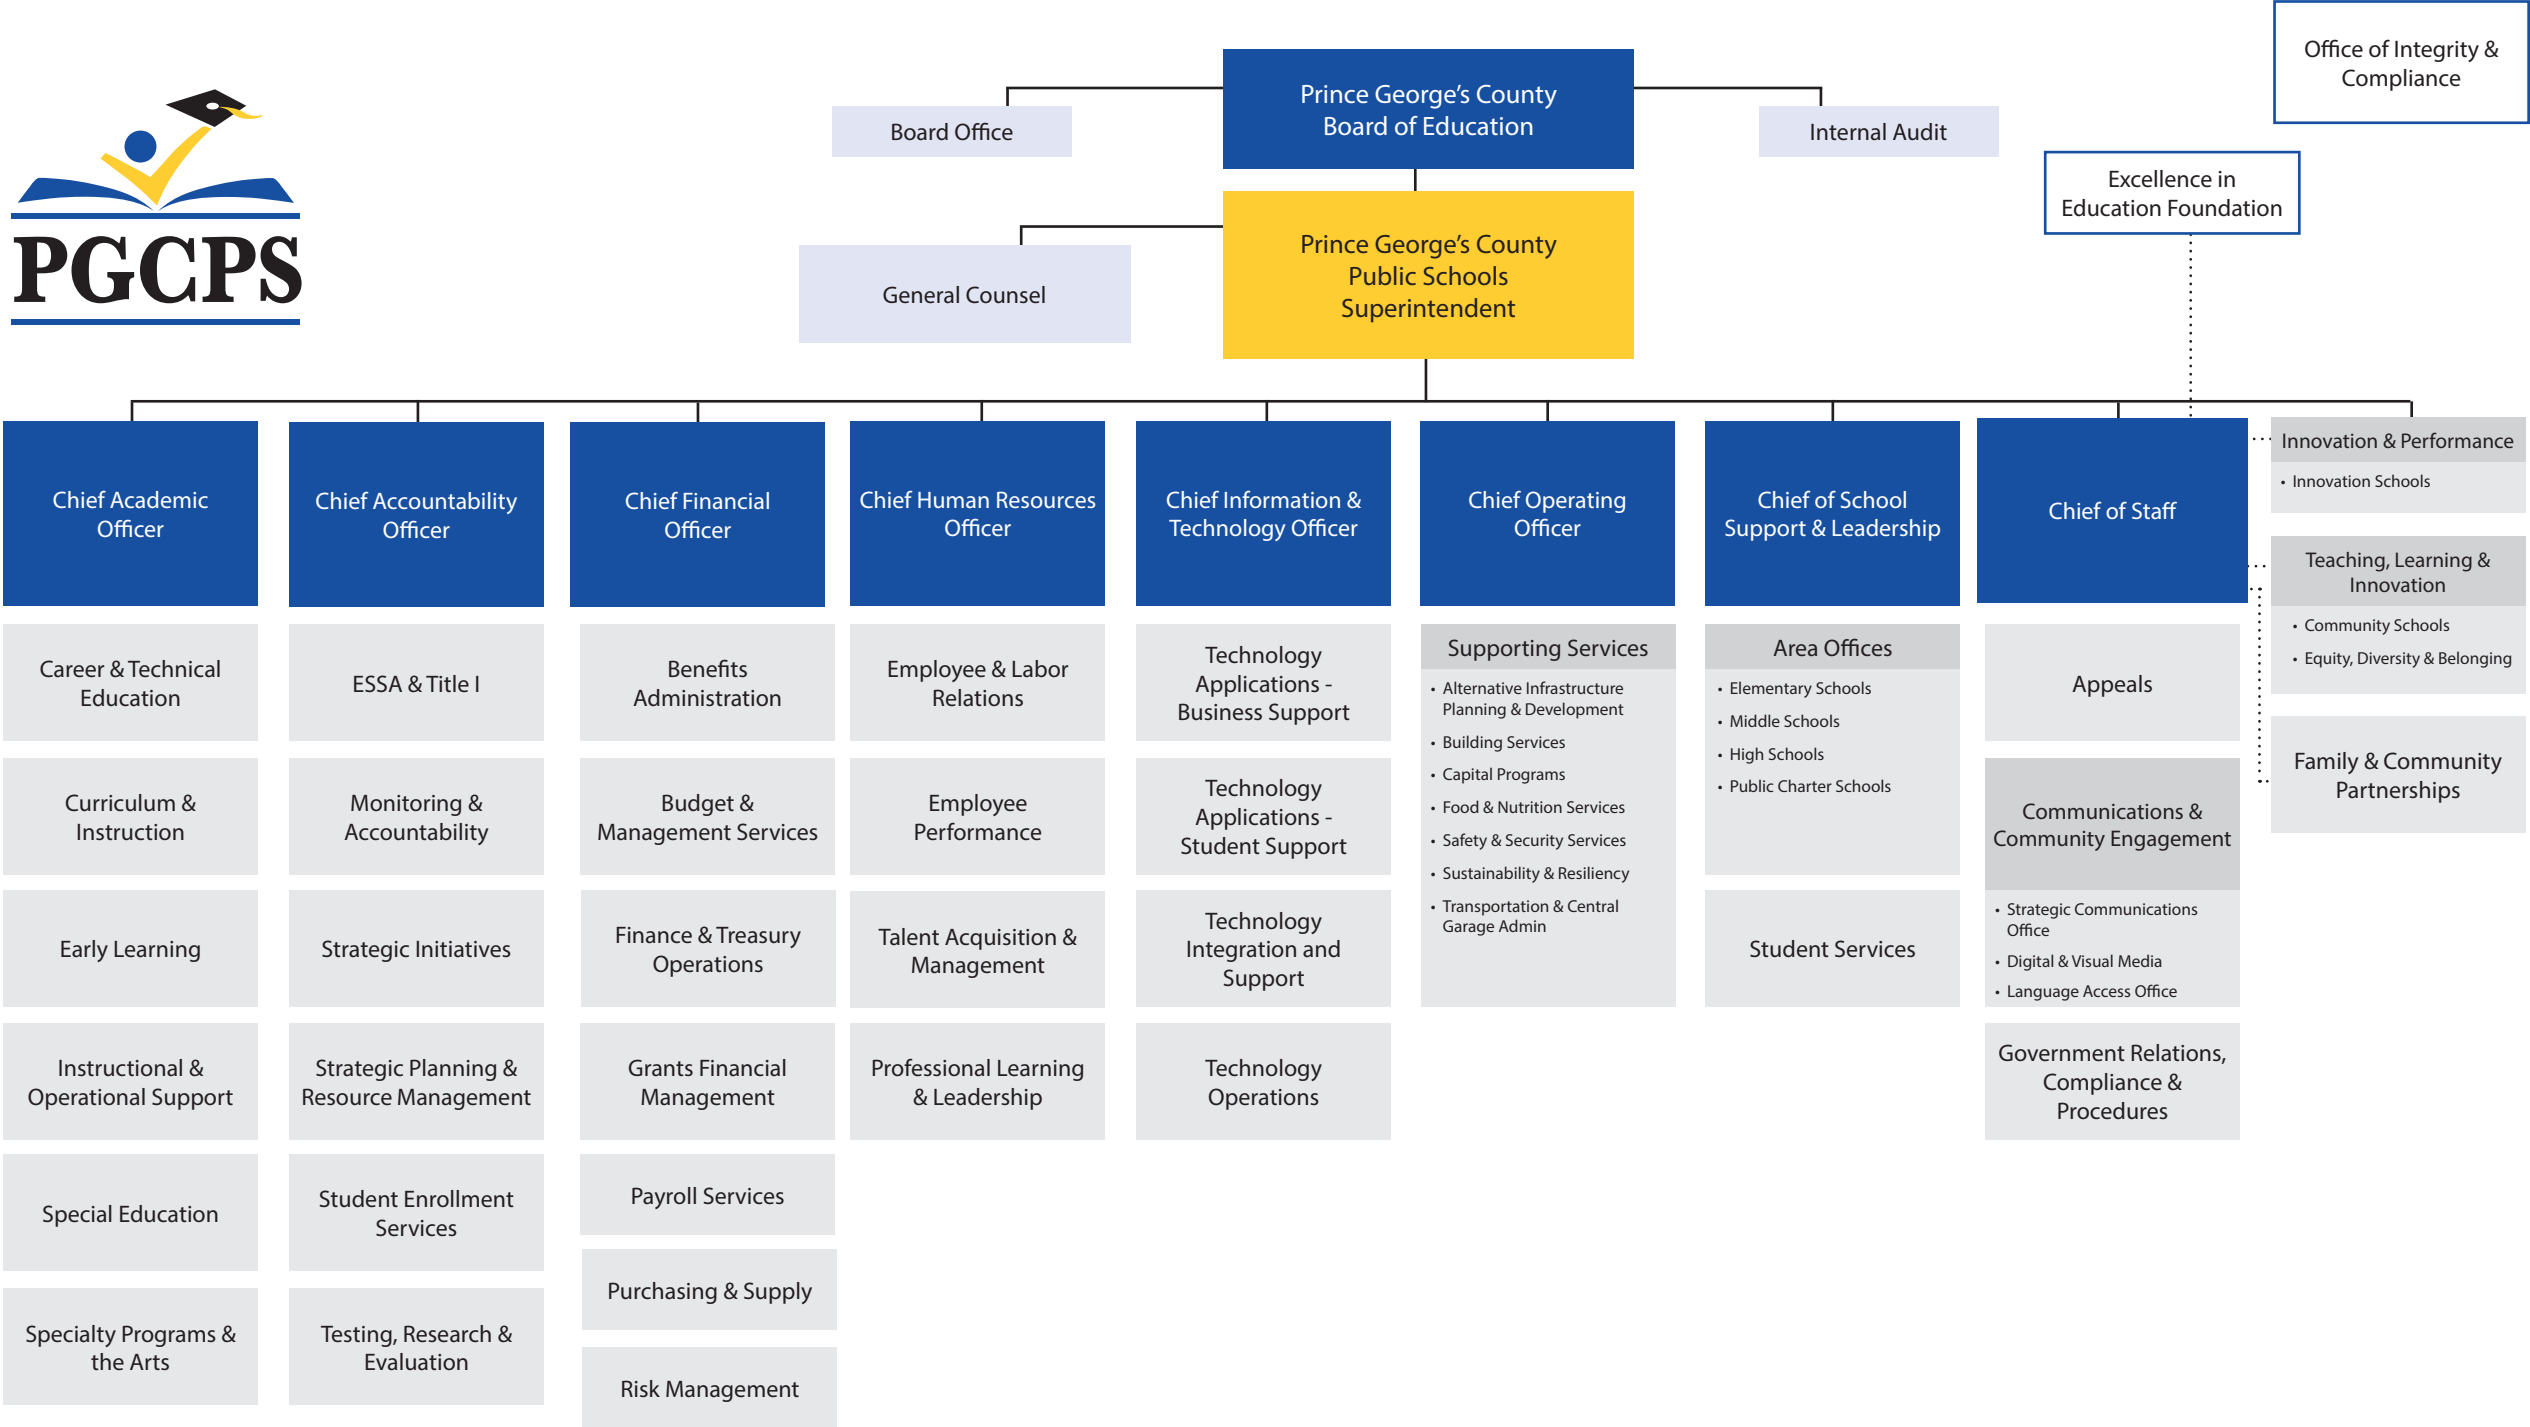 Office of Integrity &
Compliance
Prince George’s County
Board of Education
Board Office
Internal Audit
Excellence in
Education Foundation
PGCPS
Prince George’s County
Public Schools
Superintendent
General Counsel
Chief Academic
Officer
Career & Technical
Education
Curriculum &
Instruction
Early Learning
Instructional &
Operational Support
Special Education
Specialty Programs &
the Arts
Chief Accountability
Officer
ESSA & Title I
Monitoring &
Accountability
Strategic Initiatives
Strategic Planning &
Resource Management
Student Enrollment
Services
Testing, Research &
Evaluation
Chief Financial
Officer
Benefits
Administration
Budget &
Management Services
Finance & Treasury
Operations
Grants Financial
Management
Payroll Services
Purchasing & Supply
Risk Management
Chief Human Resources
Officer
Employee & Labor
Relations
Employee
Performance
Talent Acquisition &
Management
Professional Learning
& Leadership
Chief Information &
Technology Officer
Technology
Applications -
Business Support
Technology
Applications -
Student Support
Technology
Integration and
Support
Technology
Operations
Chief Operating
Officer
Supporting Services
• Alternative Infrastructure
Planning & Development
• Building Services
• Capital Programs
• Food & Nutrition Services
• Safety & Security Services
• Sustainability & Resiliency
• Transportation & Central
Garage Admin
Chief of School
Support & Leadership
Area Offices
• Elementary Schools
• Middle Schools
• High Schools
• Public Charter Schools
Student Services
Chief of Staff
Appeals
Communications &
Community Engagement
• Strategic Communications
Office
• Digital & Visual Media
• Language Access Office
Government Relations,
Compliance &
Procedures
Innovation & Performance
• Innovation Schools
Teaching, Learning &
Innovation
• Community Schools
• Equity, Diversity & Belonging
Family & Community
Partnerships